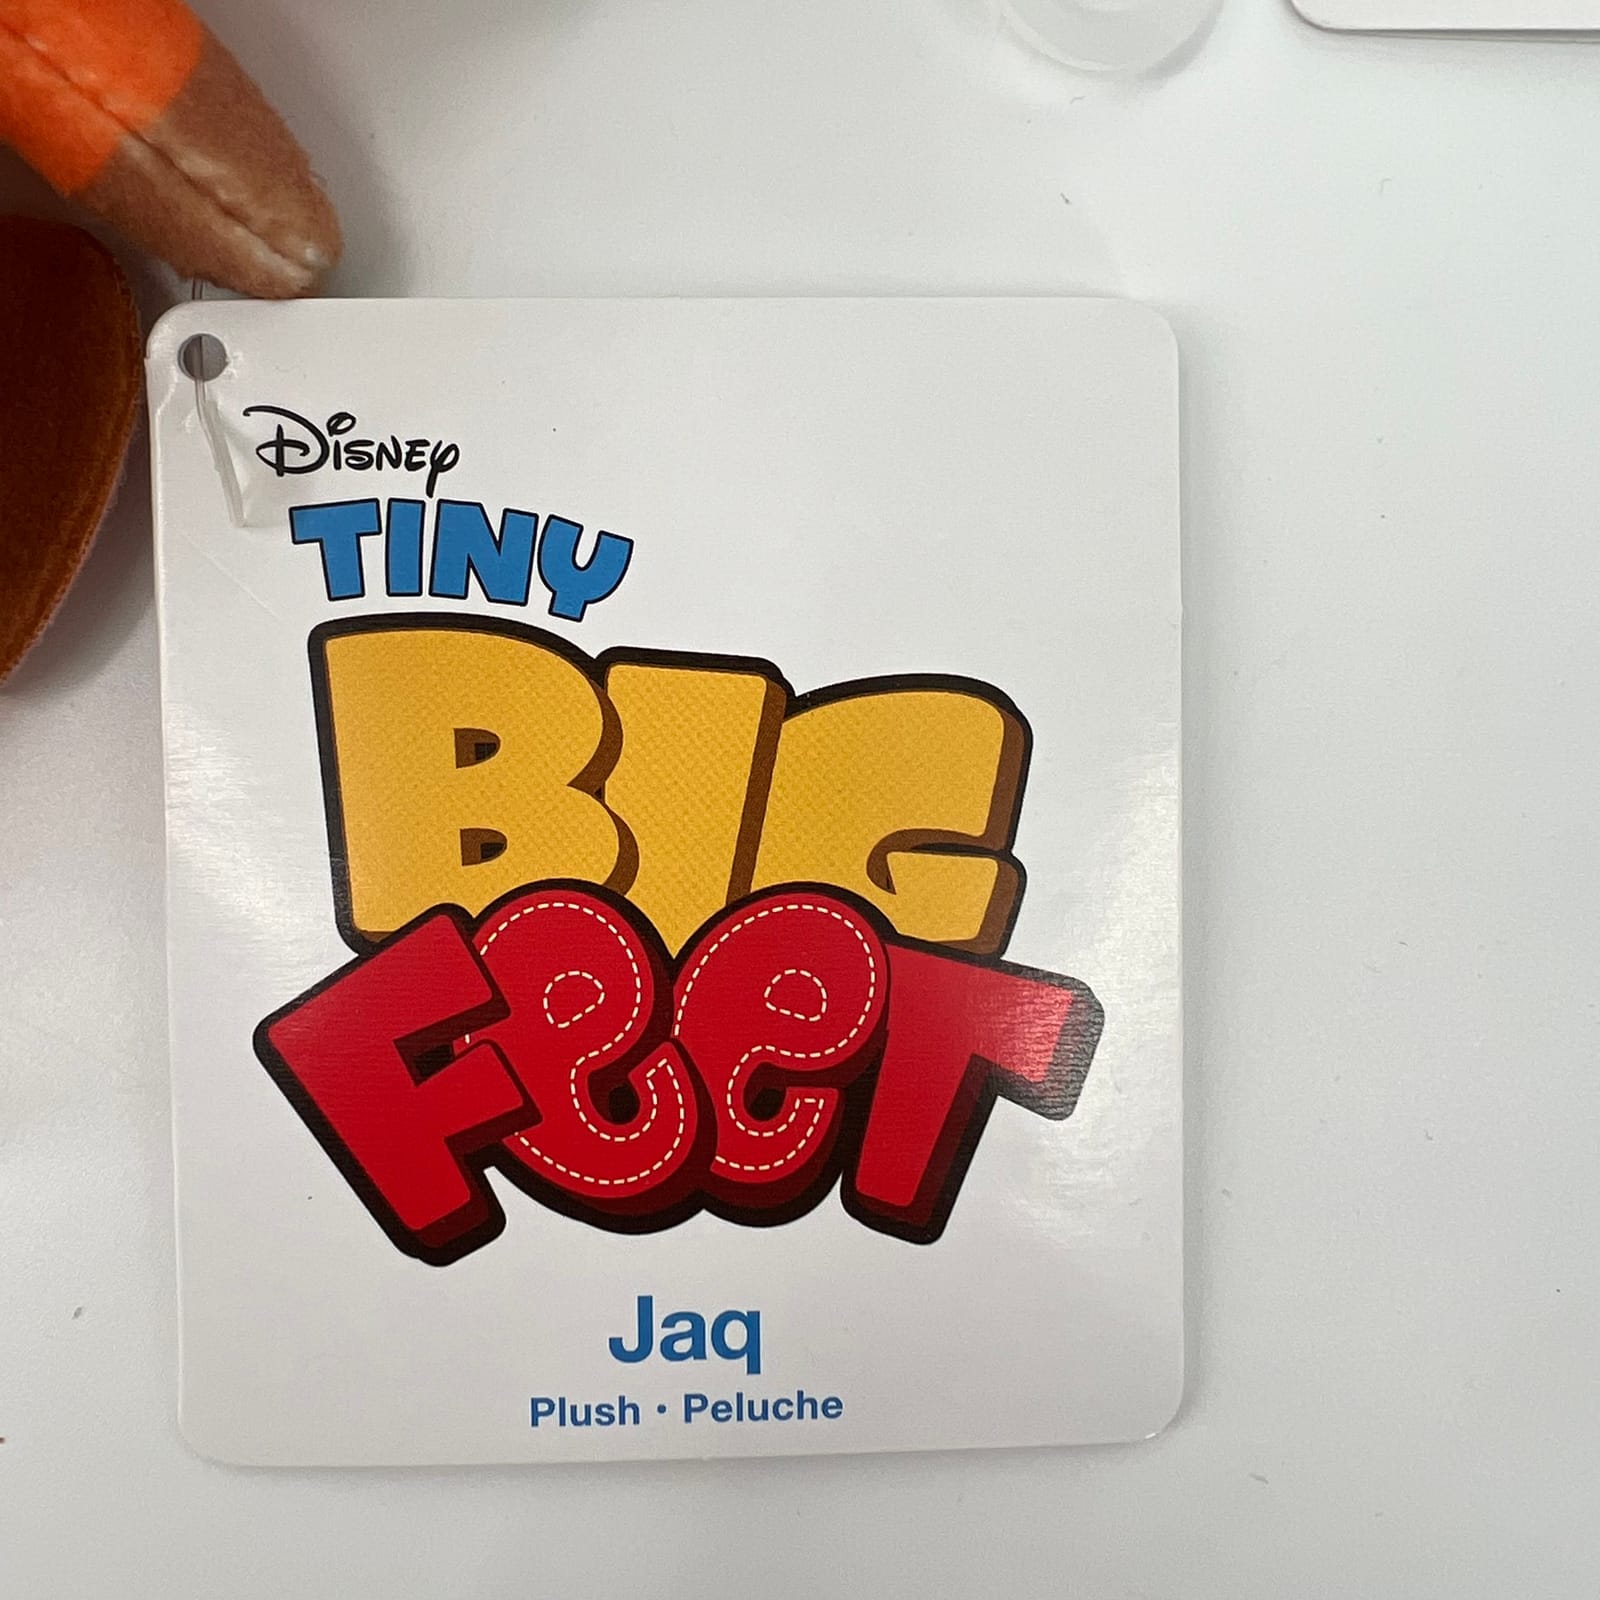 Disney
TINY
BIG
FeeT
Jaq
Plush • Peluche